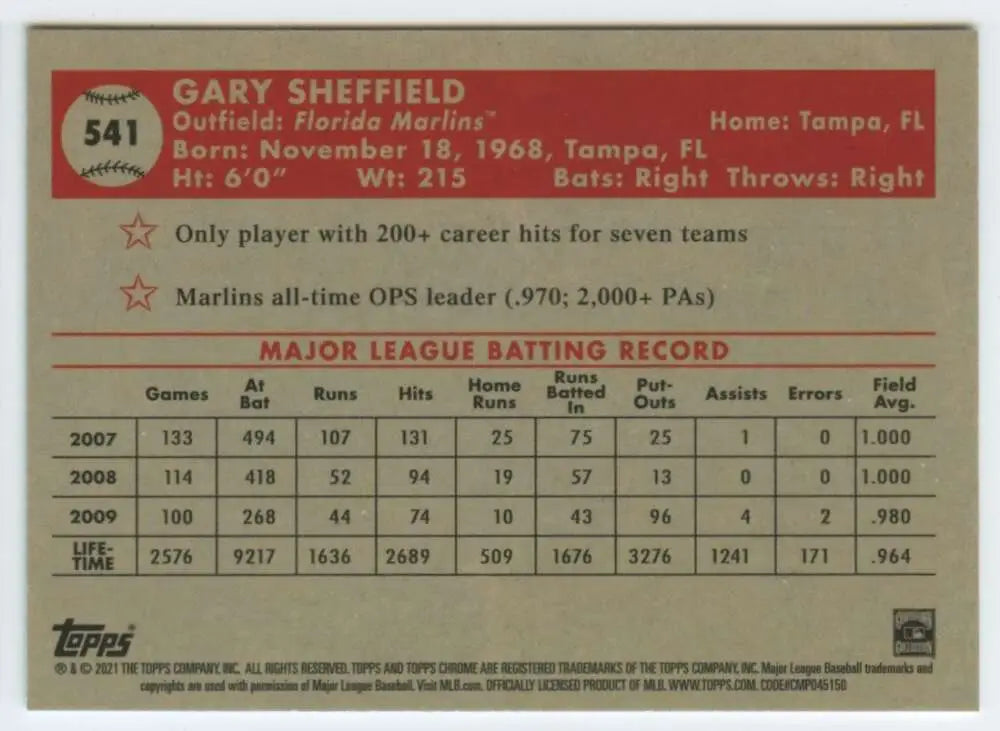 541
GARY SHEFFIELD
Outfield: Florida Marlins™ Home: Tampa, FL
Born: November 18, 1968, Tampa, FL
Ht: 6'0" Wt: 215 Bats: Right Throws: Right
Only player with 200+ career hits for seven teams
Marlins all-time OPS leader (.970; 2,000+ PAs)
MAJOR LEAGUE BATTING RECORD
Games At Bat Runs Hits Home Runs Runs Batted In Put-Outs Assists Errors Field Avg.
2007 133 494 107 131 25 75 25 1 0 1.000
2008 114 418 52 94 19 57 13 0 0 1.000
2009 100 268 44 74 10 43 96 4 2 .980
LIFE-TIME 2576 9217 1636 2689 509 1676 3276 1241 171 .964
Topps®
® & © 2021 THE TOPPS COMPANY, INC. ALL RIGHTS RESERVED. TOPPS AND TOPPS CHROME ARE REGISTERED TRADEMARKS OF THE TOPPS COMPANY, INC. Major League Baseball trademarks and
copyrights are used with permission of Major League Baseball. Visit MLB.com. OFFICIALLY LICENSED PRODUCT OF MLB. WWW.TOPPS.COM. CODE#CMP045150